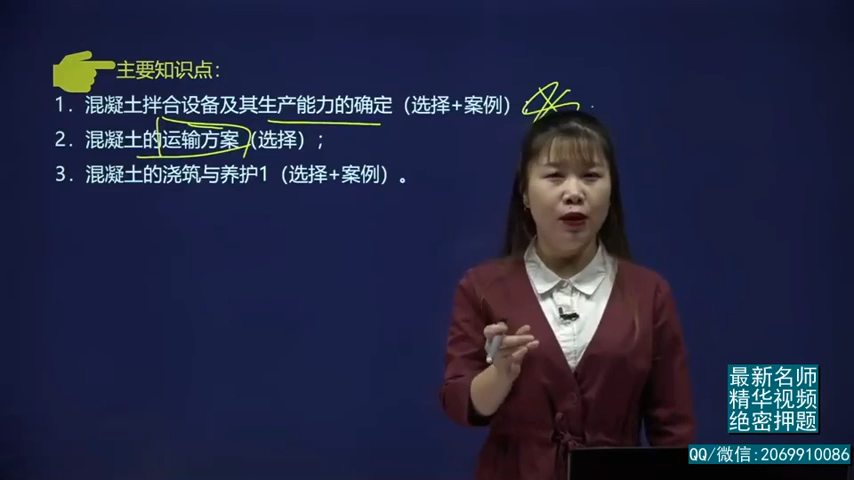 主要知识点：
1．混凝土拌合设备及其生产能力的确定（选择+案例）
2．混凝土的运输方案（选择）；
3．混凝土的浇筑与养护1（选择+案例）。
最新名师
精华视频
绝密押题
QQ/微信:2069910086